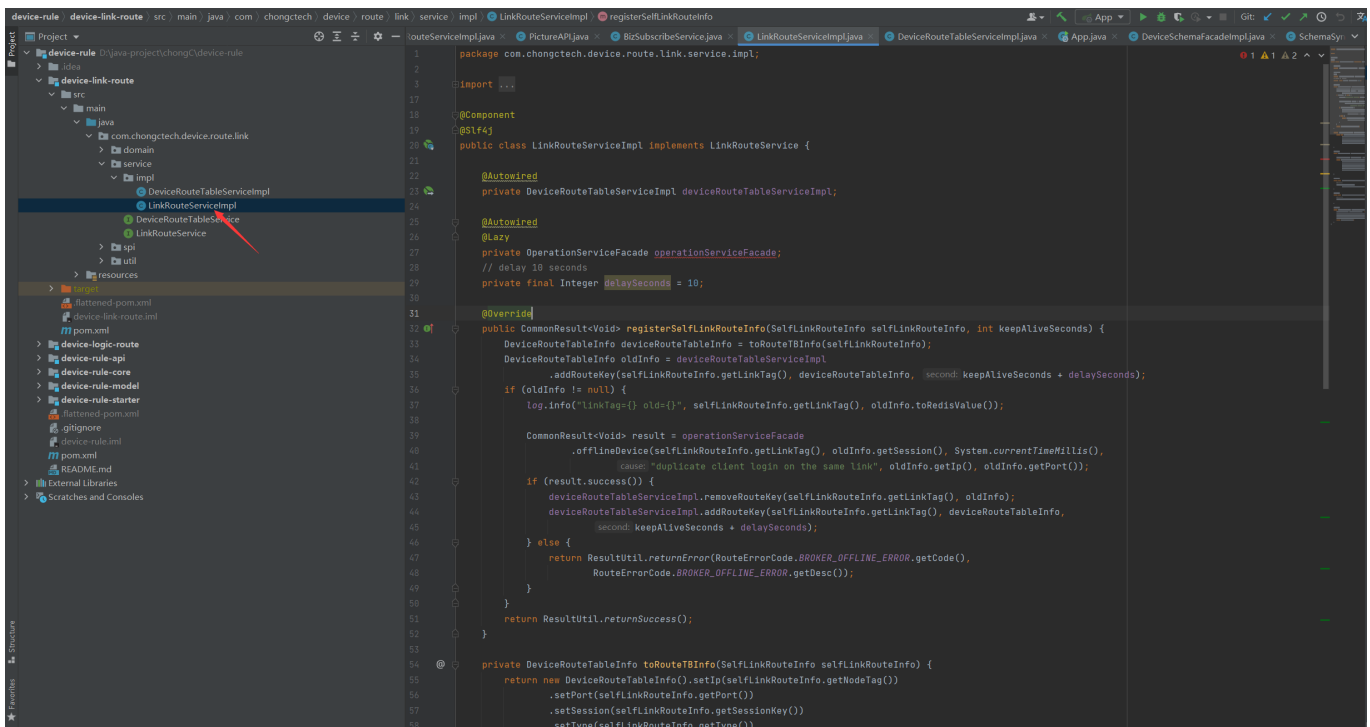 device-rule device-link-route src main java com chongctech device route link service impl LinkRouteServiceImpl registerSelfLinkRouteInfo App Git:
Project
outeServiceImpl.java PictureAPI.java BizSubscribeService.java LinkRouteServiceImpl.java DeviceRouteTableServiceImpl.java App.java DeviceSchemaFacadeImpl.java SchemaSyn
device-rule D:\java-project\chongC\device-rule
.idea
device-link-route
src
main
java
com.chongctech.device.route.link
domain
service
impl
DeviceRouteTableServiceImpl
LinkRouteServiceImpl
DeviceRouteTableService
LinkRouteService
spi
util
resources
target
.flattened-pom.xml
device-link-route.iml
pom.xml
device-logic-route
device-rule-api
device-rule-core
device-rule-model
device-rule-starter
.flattened-pom.xml
.gitignore
device-rule.iml
pom.xml
README.md
External Libraries
Scratches and Consoles
Structure
Favorites
1 1 2
1 package com.chongctech.device.route.link.service.impl;
2
3 import ...
17
18 @Component
19 @Slf4j
20 public class LinkRouteServiceImpl implements LinkRouteService {
21
22 @Autowired
23 private DeviceRouteTableServiceImpl deviceRouteTableServiceImpl;
24
25 @Autowired
26 @Lazy
27 private OperationServiceFacade operationServiceFacade;
28 // delay 10 seconds
29 private final Integer delaySeconds = 10;
30
31 @Override
32 public CommonResult<Void> registerSelfLinkRouteInfo(SelfLinkRouteInfo selfLinkRouteInfo, int keepAliveSeconds) {
33 DeviceRouteTableInfo deviceRouteTableInfo = toRouteTBInfo(selfLinkRouteInfo);
34 DeviceRouteTableInfo oldInfo = deviceRouteTableServiceImpl
35 .addRouteKey(selfLinkRouteInfo.getLinkTag(), deviceRouteTableInfo, second: keepAliveSeconds + delaySeconds);
36 if (oldInfo != null) {
37 log.info("linkTag={} old={}", selfLinkRouteInfo.getLinkTag(), oldInfo.toRedisValue());
38
39 CommonResult<Void> result = operationServiceFacade
40 .offlineDevice(selfLinkRouteInfo.getLinkTag(), oldInfo.getSession(), System.currentTimeMillis(),
41 cause: "duplicate client login on the same link", oldInfo.getIp(), oldInfo.getPort());
42 if (result.success()) {
43 deviceRouteTableServiceImpl.removeRouteKey(selfLinkRouteInfo.getLinkTag(), oldInfo);
44 deviceRouteTableServiceImpl.addRouteKey(selfLinkRouteInfo.getLinkTag(), deviceRouteTableInfo,
45 second: keepAliveSeconds + delaySeconds);
46 } else {
47 return ResultUtil.returnError(RouteErrorCode.BROKER_OFFLINE_ERROR.getCode(),
48 RouteErrorCode.BROKER_OFFLINE_ERROR.getDesc());
49 }
50 }
51 return ResultUtil.returnSuccess();
52 }
53
54 @ private DeviceRouteTableInfo toRouteTBInfo(SelfLinkRouteInfo selfLinkRouteInfo) {
55 return new DeviceRouteTableInfo().setIp(selfLinkRouteInfo.getNodeTag())
56 .setPort(selfLinkRouteInfo.getPort())
57 .setSession(selfLinkRouteInfo.getSessionKey())
58 .setType(selfLinkRouteInfo.getType())